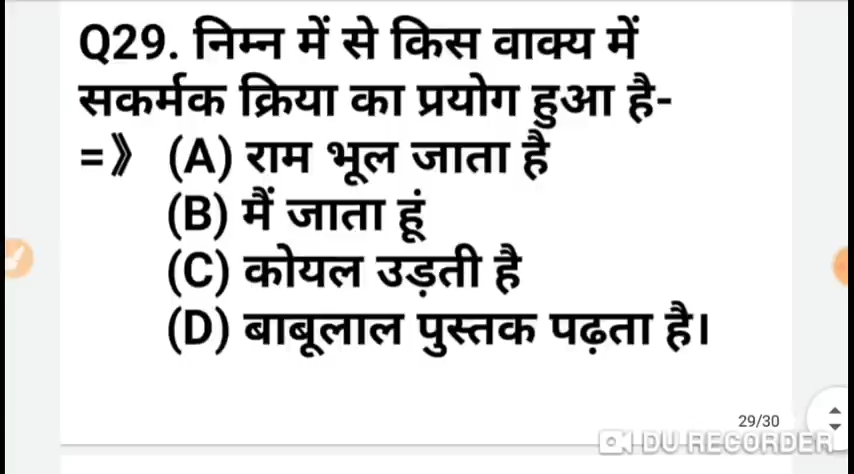 Q29. निम्न में से किस वाक्य में
सकर्मक क्रिया का प्रयोग हुआ है-
=》 (A) राम भूल जाता है
(B) मैं जाता हूं
(C) कोयल उड़ती है
(D) बाबूलाल पुस्तक पढ़ता है।
29/30
DU RECORDER